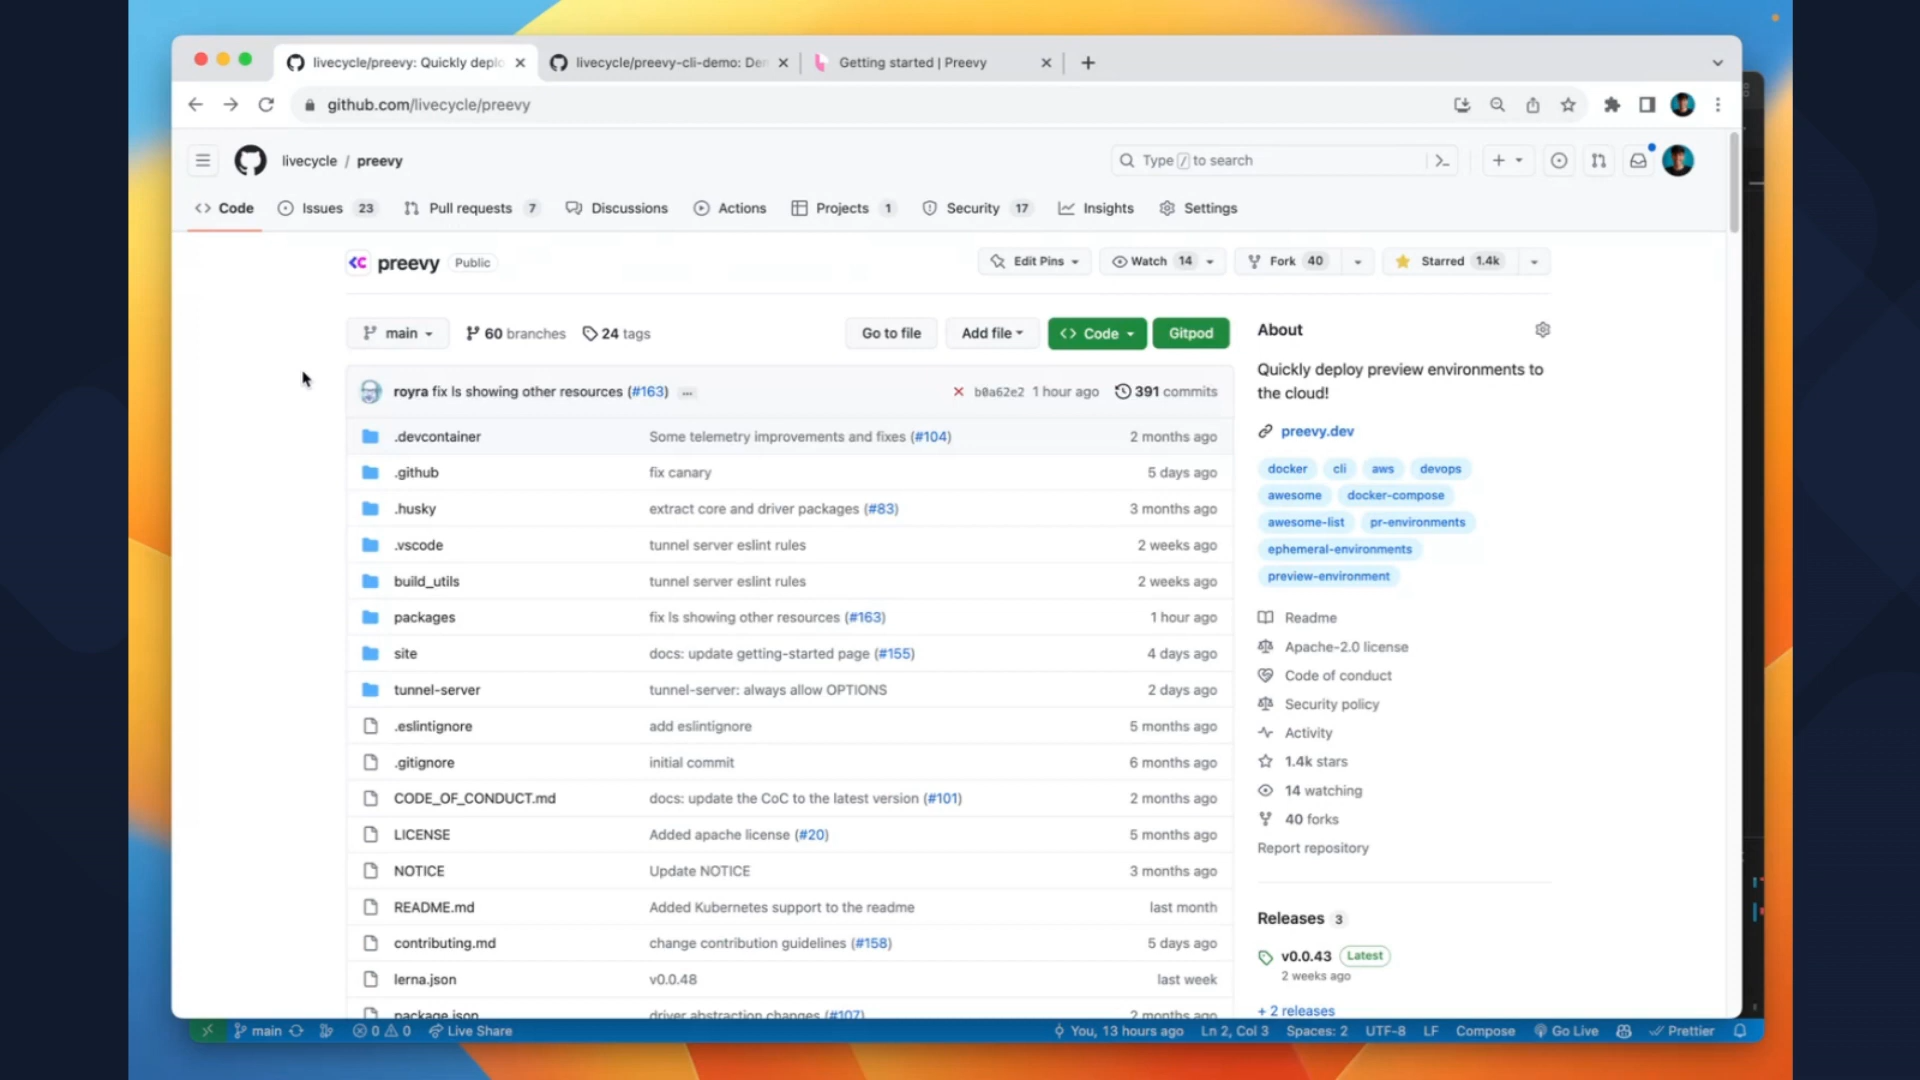 livecycle/preevy: Quickly deplo
livecycle/preevy-cli-demo: Den
Getting started | Preevy
github.com/livecycle/preevy
livecycle / preevy
Type / to search
Code
Issues 23
Pull requests 7
Discussions
Actions
Projects 1
Security 17
Insights
Settings
preevy Public
Edit Pins
Watch 14
Fork 40
Starred 1.4k
main
60 branches
24 tags
Go to file
Add file
Code
Gitpod
royra fix ls showing other resources (#163) ...
b0a62e2 1 hour ago 391 commits
.devcontainer Some telemetry improvements and fixes (#104) 2 months ago
.github fix canary 5 days ago
.husky extract core and driver packages (#83) 3 months ago
.vscode tunnel server eslint rules 2 weeks ago
build_utils tunnel server eslint rules 2 weeks ago
packages fix ls showing other resources (#163) 1 hour ago
site docs: update getting-started page (#155) 4 days ago
tunnel-server tunnel-server: always allow OPTIONS 2 days ago
.eslintignore add eslintignore 5 months ago
.gitignore initial commit 6 months ago
CODE_OF_CONDUCT.md docs: update the CoC to the latest version (#101) 2 months ago
LICENSE Added apache license (#20) 5 months ago
NOTICE Update NOTICE 3 months ago
README.md Added Kubernetes support to the readme last month
contributing.md change contribution guidelines (#158) 5 days ago
lerna.json v0.0.48 last week
package.json driver abstraction changes (#107) 2 months ago
About
Quickly deploy preview environments to
the cloud!
preevy.dev
docker cli aws devops
awesome docker-compose
awesome-list pr-environments
ephemeral-environments
preview-environment
Readme
Apache-2.0 license
Code of conduct
Security policy
Activity
1.4k stars
14 watching
40 forks
Report repository
Releases 3
v0.0.43 Latest
2 weeks ago
+ 2 releases
main
0 0
Live Share
You, 13 hours ago
Ln 2, Col 3
Spaces: 2
UTF-8
LF
Compose
Go Live
Prettier